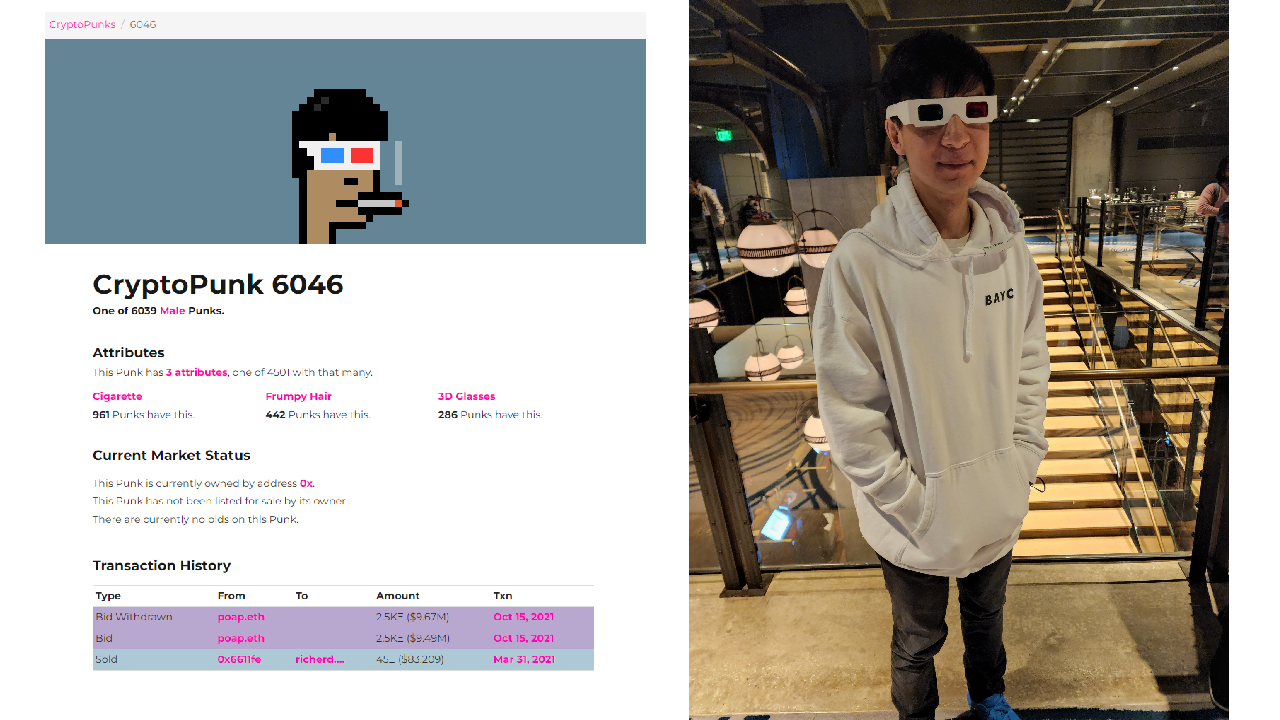 CryptoPunks / 6046
CryptoPunk 6046
One of 6039 Male Punks.
Attributes
This Punk has 3 attributes, one of 4501 with that many.
Cigarette Frumpy Hair 3D Glasses
961 Punks have this. 442 Punks have this. 286 Punks have this.
Current Market Status
This Punk is currently owned by address 0x.
This Punk has not been listed for sale by its owner.
There are currently no bids on this Punk.
Transaction History
Type From To Amount Txn
Bid Withdrawn poap.eth 2.5KΞ ($9.67M) Oct 15, 2021
Bid poap.eth 2.5KΞ ($9.49M) Oct 15, 2021
Sold 0x6611fe richerd.... 45Ξ ($83,209) Mar 31, 2021
BAYC